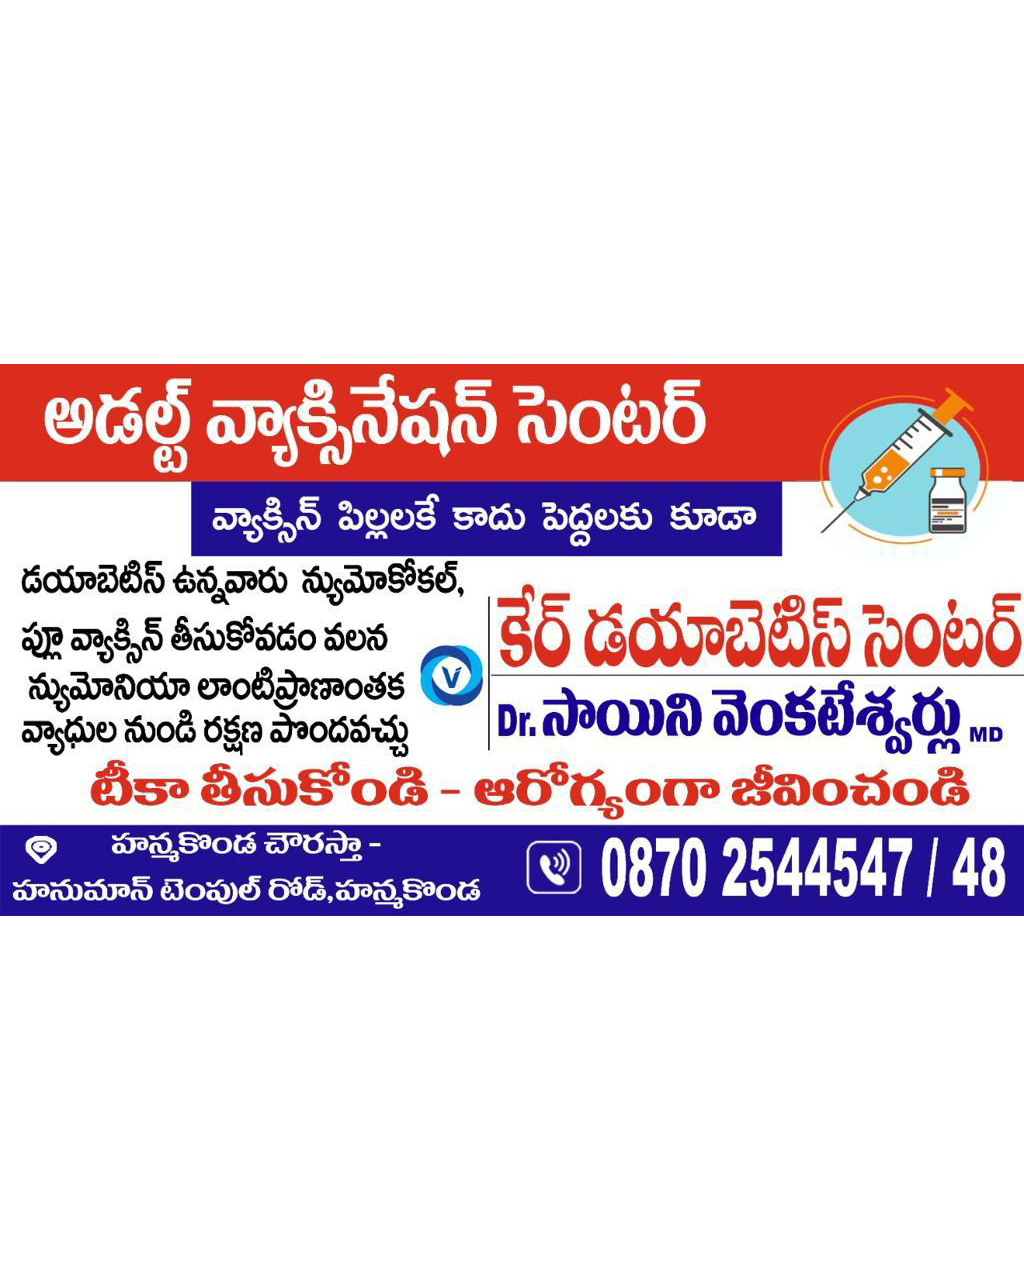 అడల్ట్ వ్యాక్సినేషన్ సెంటర్
వ్యాక్సిన్ పిల్లలకే కాదు పెద్దలకు కూడా
డయాబెటిస్ ఉన్నవారు న్యుమోకోకల్,
ఫ్లూ వ్యాక్సిన్ తీసుకోవడం వలన
న్యుమోనియా లాంటిప్రాణాంతక
వ్యాధుల నుండి రక్షణ పొందవచ్చు
V
కేర్ డయాబెటిస్ సెంటర్
Dr. సాయిని వెంకటేశ్వర్లు MD
టీకా తీసుకోండి - ఆరోగ్యంగా జీవించండి
హన్మకొండ చౌరస్తా -
హనుమాన్ టెంపుల్ రోడ్,హన్మకొండ
0870 2544547 / 48